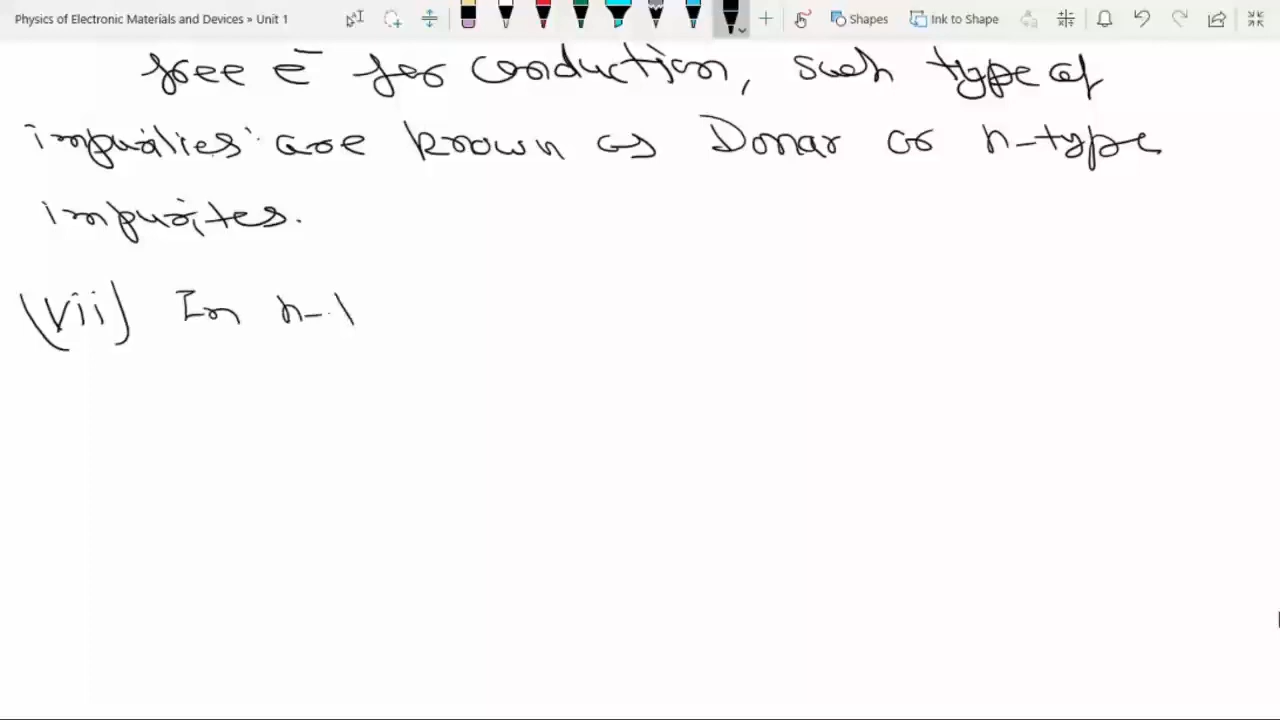 Physics of Electronic Materials and Devices » Unit 1
Shapes
Ink to Shape
free e̅ for conduction, such type of
impurities are known as Donar or n-type
impurites.
(vii) In n-